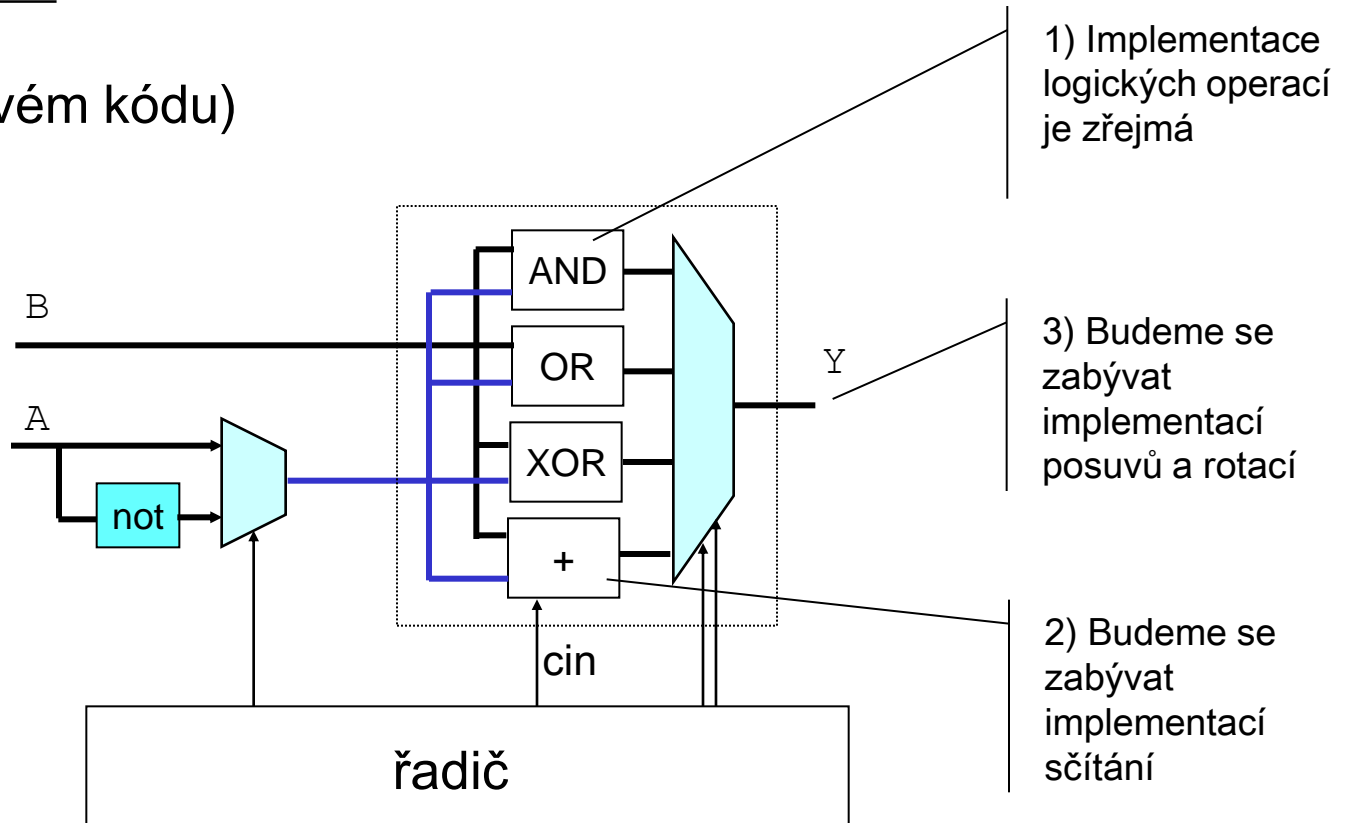 vém kódu)
1) Implementace
logických operací
je zřejmá
B
A
not
AND
OR
XOR
+
Y
cin
řadič
3) Budeme se
zabývat
implementací
posuvů a rotací
2) Budeme se
zabývat
implementací
sčítání